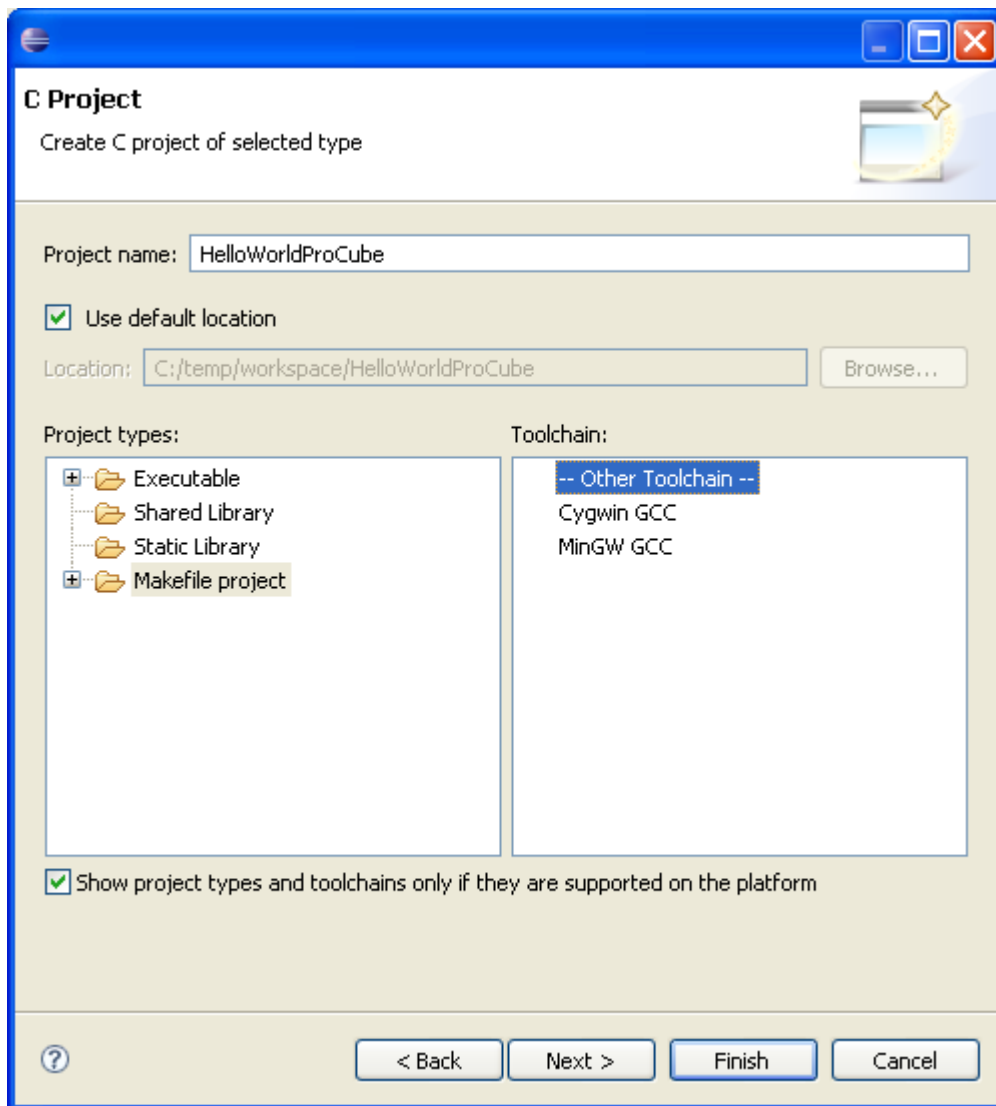 C Project
Create C project of selected type
Project name: HelloWorldProCube
Use default location
Location: C:/temp/workspace/HelloWorldProCube Browse...
Project types: Toolchain:
Executable -- Other Toolchain --
Shared Library Cygwin GCC
Static Library MinGW GCC
Makefile project
Show project types and toolchains only if they are supported on the platform
? < Back Next > Finish Cancel